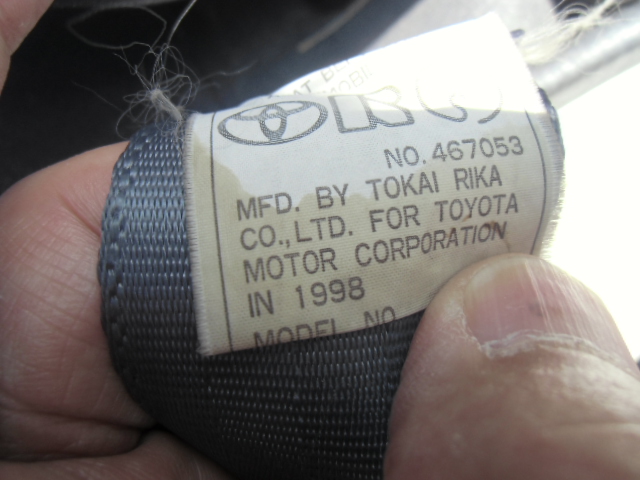 NO. 467053
MFD. BY TOKAI RIKA
CO., LTD. FOR TOYOTA
MOTOR CORPORATION
IN 1998
MODEL NO.